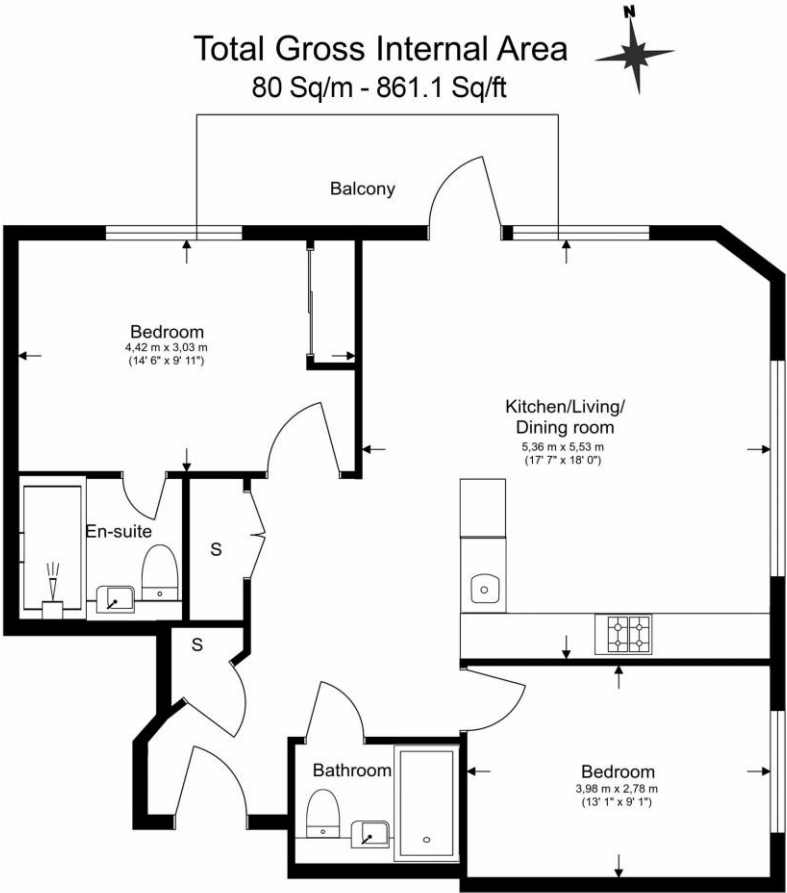 N
Total Gross Internal Area
80 Sq/m - 861.1 Sq/ft
Balcony
Bedroom
4,42 m x 3,03 m
(14' 6" x 9' 11")
Kitchen/Living/
Dining room
5,36 m x 5,53 m
(17' 7" x 18' 0")
En-suite
S
S
Bathroom
Bedroom
3,98 m x 2,78 m
(13' 1" x 9' 1")